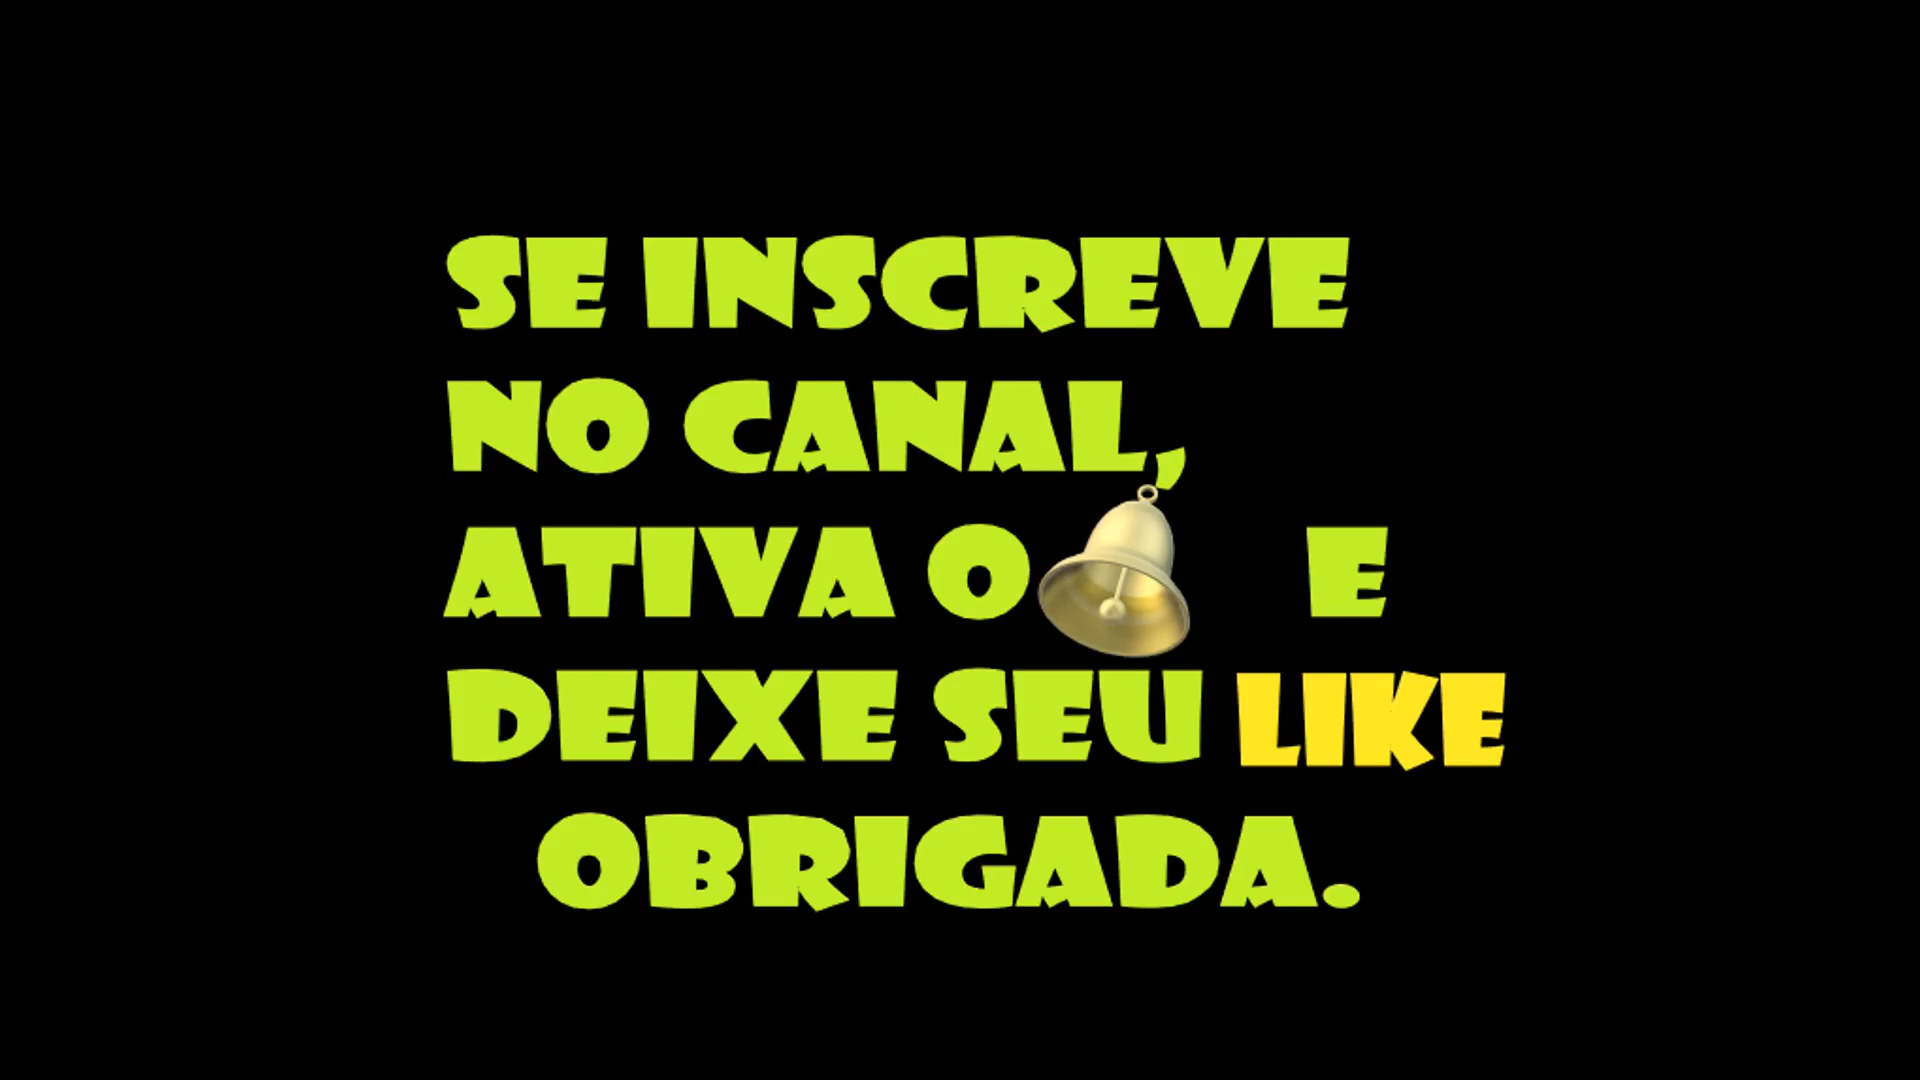 SE INSCREVE
NO CANAL,
ATIVA O E
DEIXE SEU LIKE
OBRIGADA.